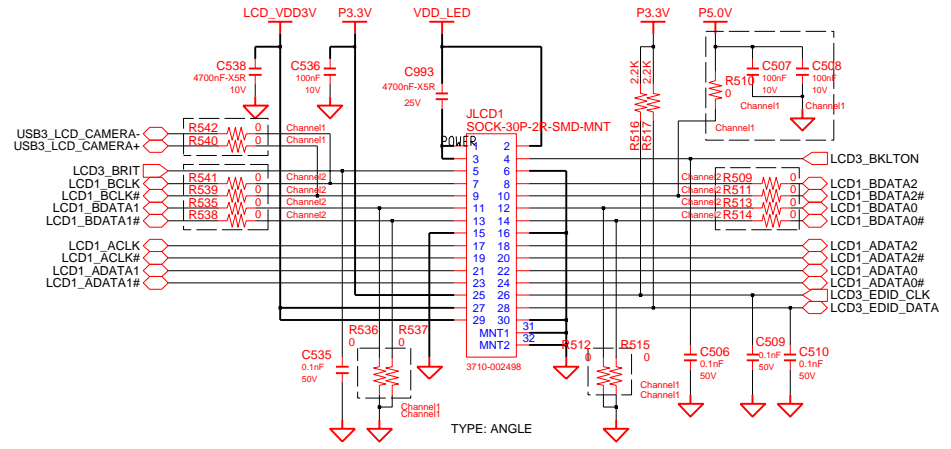 LCD_VDD3V P3.3V VDD_LED P3.3V P5.0V
C538
4700nF-X5R
10V
C536
100nF
10V
C993
4700nF-X5R
25V
2.2K 2.2K
R516 R517
R510
0
C507
100nF
10V
C508
100nF
10V
Channel1
JLCD1
SOCK-30P-2R-SMD-MNT
POWER
USB3_LCD_CAMERA- R542 0 Channel1
USB3_LCD_CAMERA+ R540 0 Channel1
1 2
3 4 LCD3_BKLTON
LCD3_BRIT 5 6
LCD1_BCLK R541 0 Channel2 7 8 Channel2 R509 0 LCD1_BDATA2
LCD1_BCLK# R539 0 Channel2 9 10 Channel2 R511 0 LCD1_BDATA2#
LCD1_BDATA1 R535 0 Channel2 11 12 Channel2 R513 0 LCD1_BDATA0
LCD1_BDATA1# R538 0 Channel2 13 14 Channel2 R514 0 LCD1_BDATA0#
15 16
LCD1_ACLK 17 18 LCD1_ADATA2
LCD1_ACLK# 19 20 LCD1_ADATA2#
LCD1_ADATA1 21 22 LCD1_ADATA0
LCD1_ADATA1# 23 24 LCD1_ADATA0#
25 26 LCD3_EDID_CLK
27 28 LCD3_EDID_DATA
29 30
MNT1 31
MNT2 32
3710-002498
C535
0.1nF
50V
R536 R537
0 0
Channel1
Channel1
R512 R515
0 0
Channel1
Channel1
C506
0.1nF
50V
C509
0.1nF
50V
C510
0.1nF
50V
TYPE: ANGLE